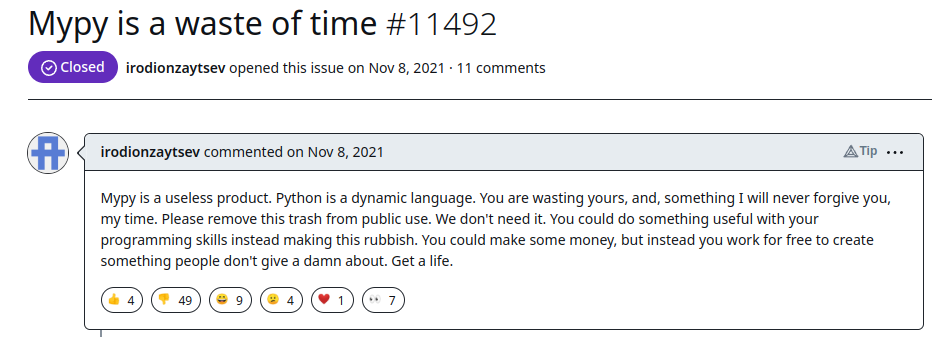 Mypy is a waste of time #11492
Closed irodionzaytsev opened this issue on Nov 8, 2021 · 11 comments
irodionzaytsev commented on Nov 8, 2021 Tip ...
Mypy is a useless product. Python is a dynamic language. You are wasting yours, and, something I will never forgive you,
my time. Please remove this trash from public use. We don't need it. You could do something useful with your
programming skills instead making this rubbish. You could make some money, but instead you work for free to create
something people don't give a damn about. Get a life.
👍 4 👎 49 😄 9 😕 4 ❤️ 1 👀 7